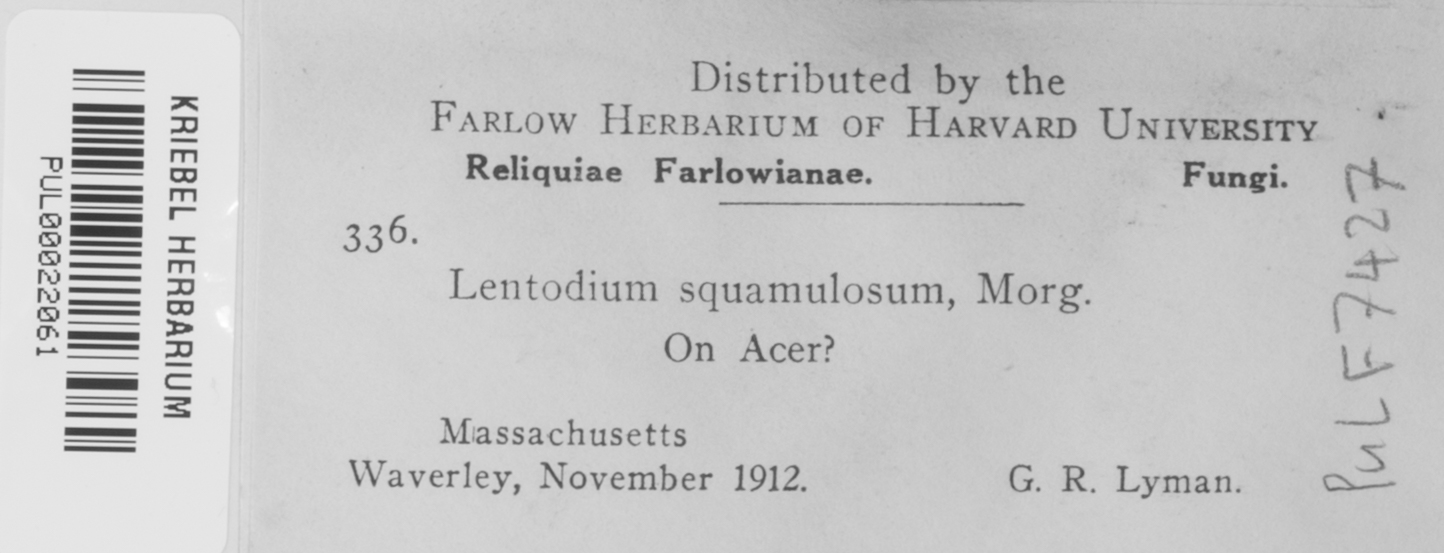 KRIEBEL HERBARIUM
PUL00022061
Distributed by the
FARLOW HERBARIUM OF HARVARD UNIVERSITY
Reliquiae Farlowianae. Fungi.
336.
Lentodium squamulosum, Morg.
On Acer?
Massachusetts
Waverley, November 1912. G. R. Lyman.
PUL F7427